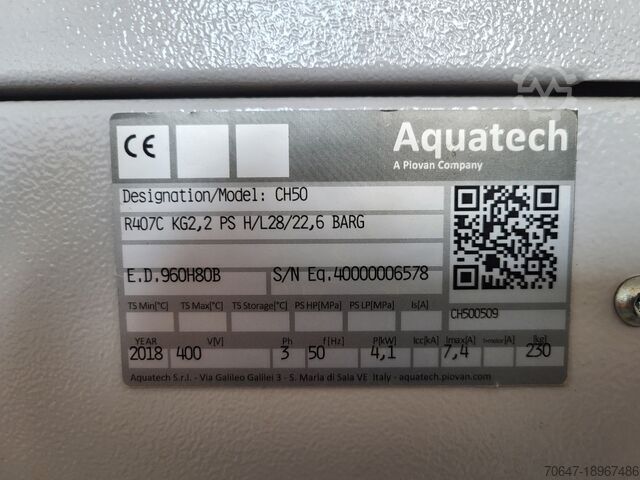 CE
Aquatech
A Piovan Company
Designation/Model: CH50
R407C KG2,2 PS H/L28/22,6 BARG
E.D.960H80B S/N Eq.40000006578
TS Min[°C] TS Max[°C] TS Storage[°C] PS HP[MPa] PS LP[MPa] Is[A]
CH500509
YEAR V[V] Ph f[Hz] P[kW] Icc[kA] Imax[A] [kg]
2018 400 3 50 4,1 7,4 230
Aquatech S.r.l. - Via Galileo Galilei 3 - S. Maria di Sala VE Italy - aquatech.piovan.com
70647-18967486